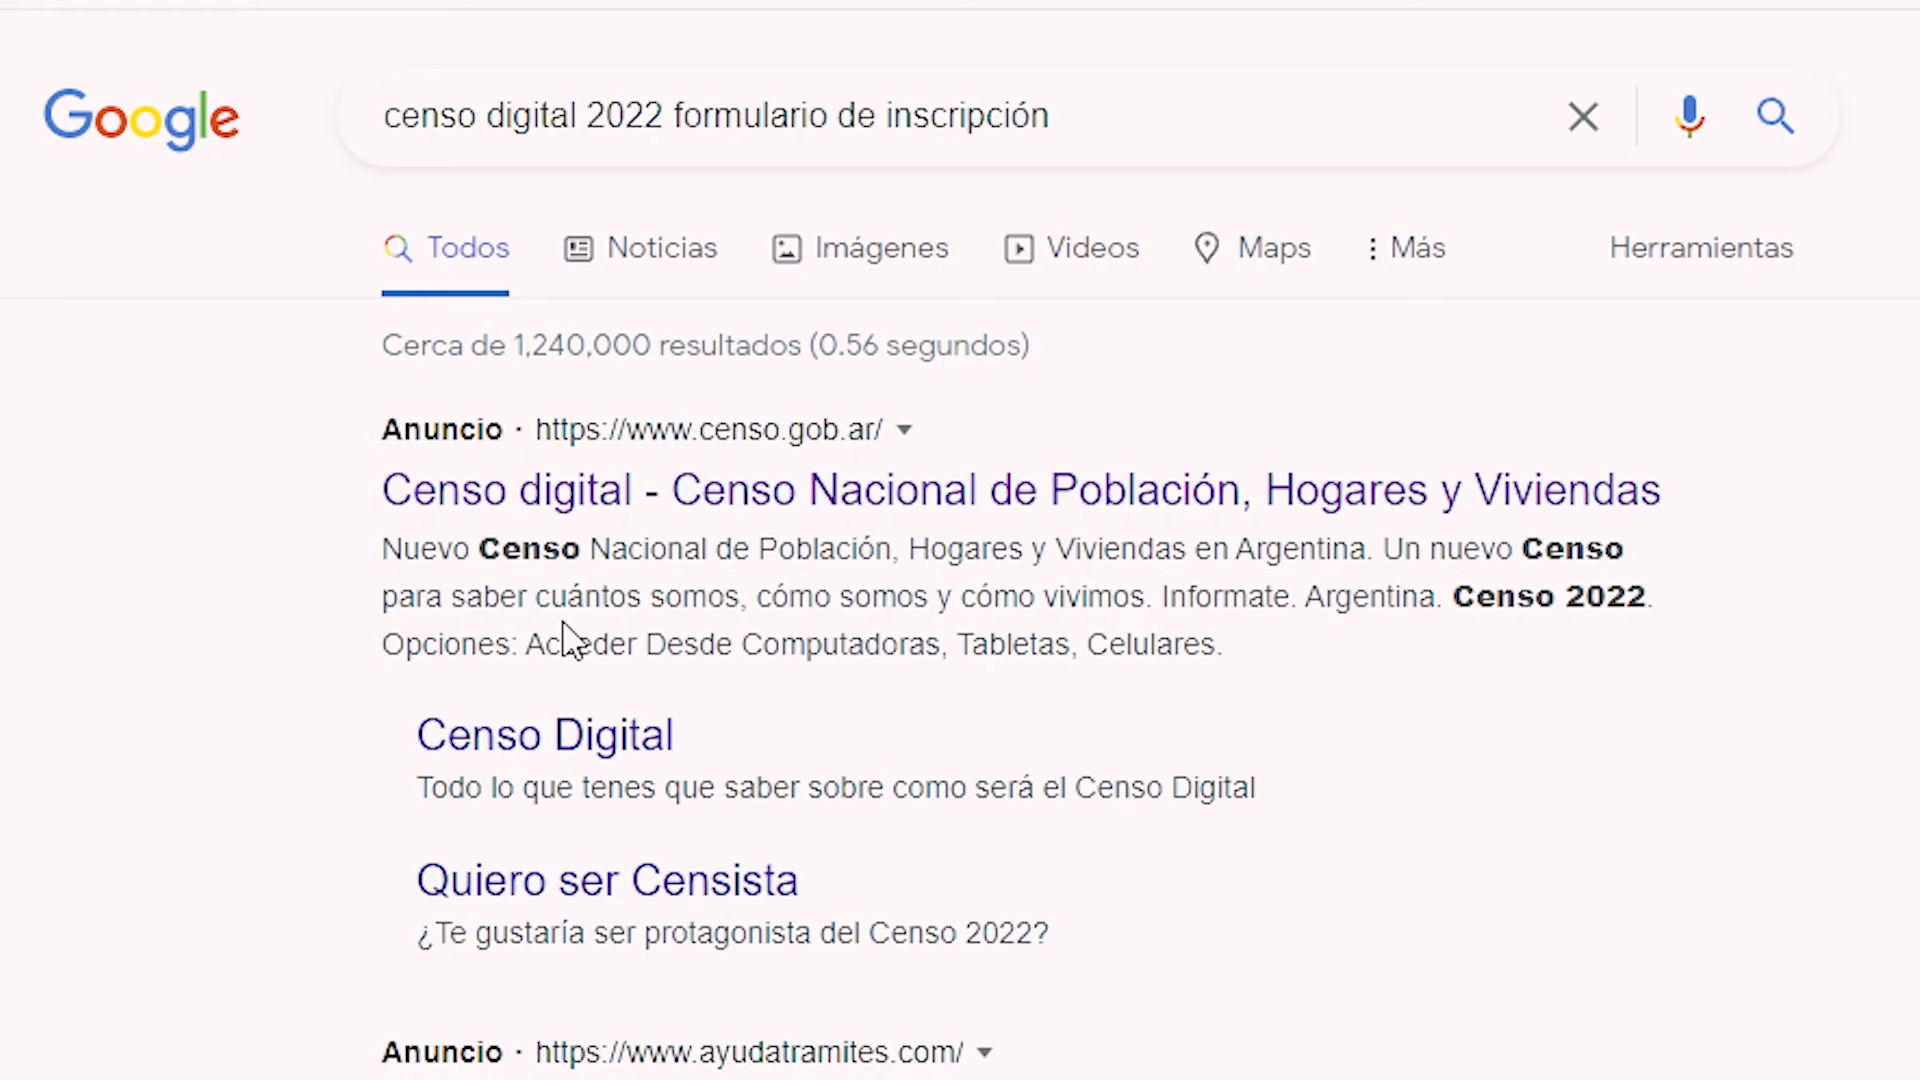 Google
censo digital 2022 formulario de inscripción
Todos Noticias Imágenes Videos Maps Más Herramientas
Cerca de 1,240,000 resultados (0.56 segundos)
Anuncio · https://www.censo.gob.ar/
Censo digital - Censo Nacional de Población, Hogares y Viviendas
Nuevo Censo Nacional de Población, Hogares y Viviendas en Argentina. Un nuevo Censo
para saber cuántos somos, cómo somos y cómo vivimos. Informate. Argentina. Censo 2022.
Opciones: Acceder Desde Computadoras, Tabletas, Celulares.
Censo Digital
Todo lo que tenes que saber sobre como será el Censo Digital
Quiero ser Censista
¿Te gustaría ser protagonista del Censo 2022?
Anuncio · https://www.ayudatramites.com/